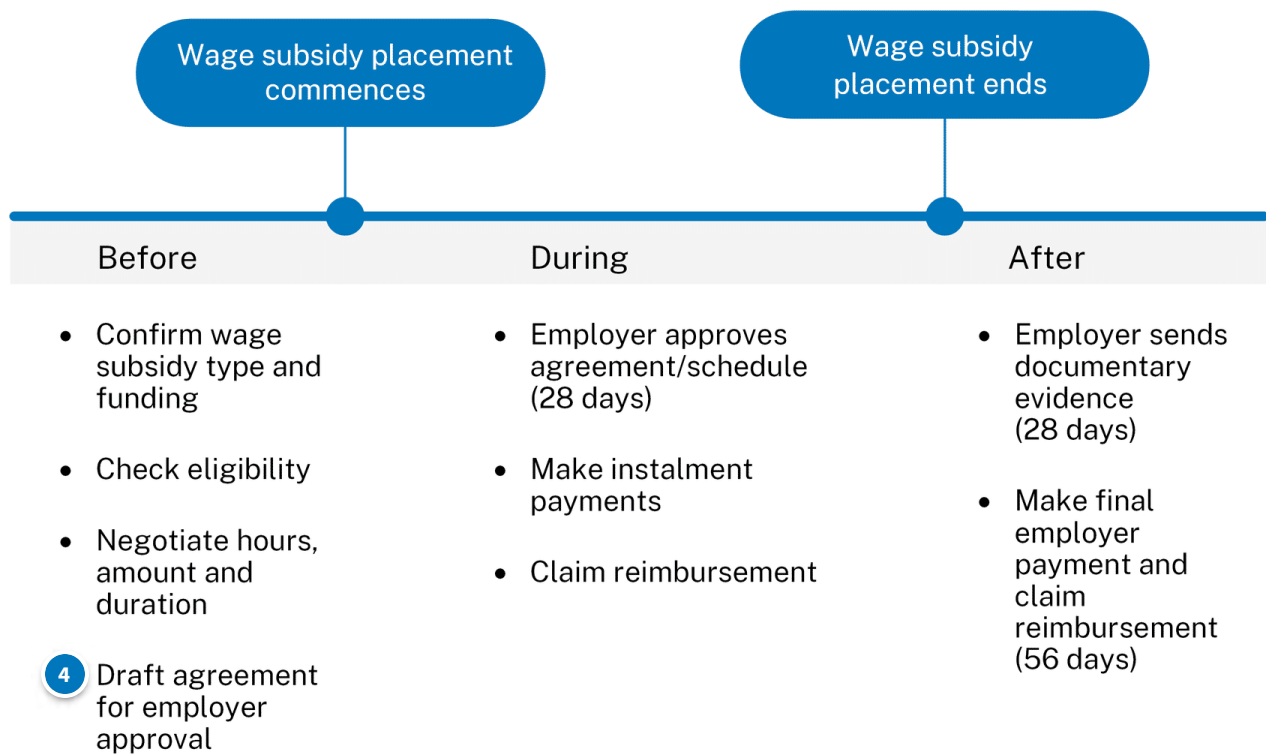 Wage subsidy placement
commences
Wage subsidy
placement ends
Before
During
After
• Confirm wage
subsidy type and
funding
• Check eligibility
• Negotiate hours,
amount and
duration
4 Draft agreement
for employer
approval
• Employer approves
agreement/schedule
(28 days)
• Make instalment
payments
• Claim reimbursement
• Employer sends
documentary
evidence
(28 days)
• Make final
employer
payment and
claim
reimbursement
(56 days)